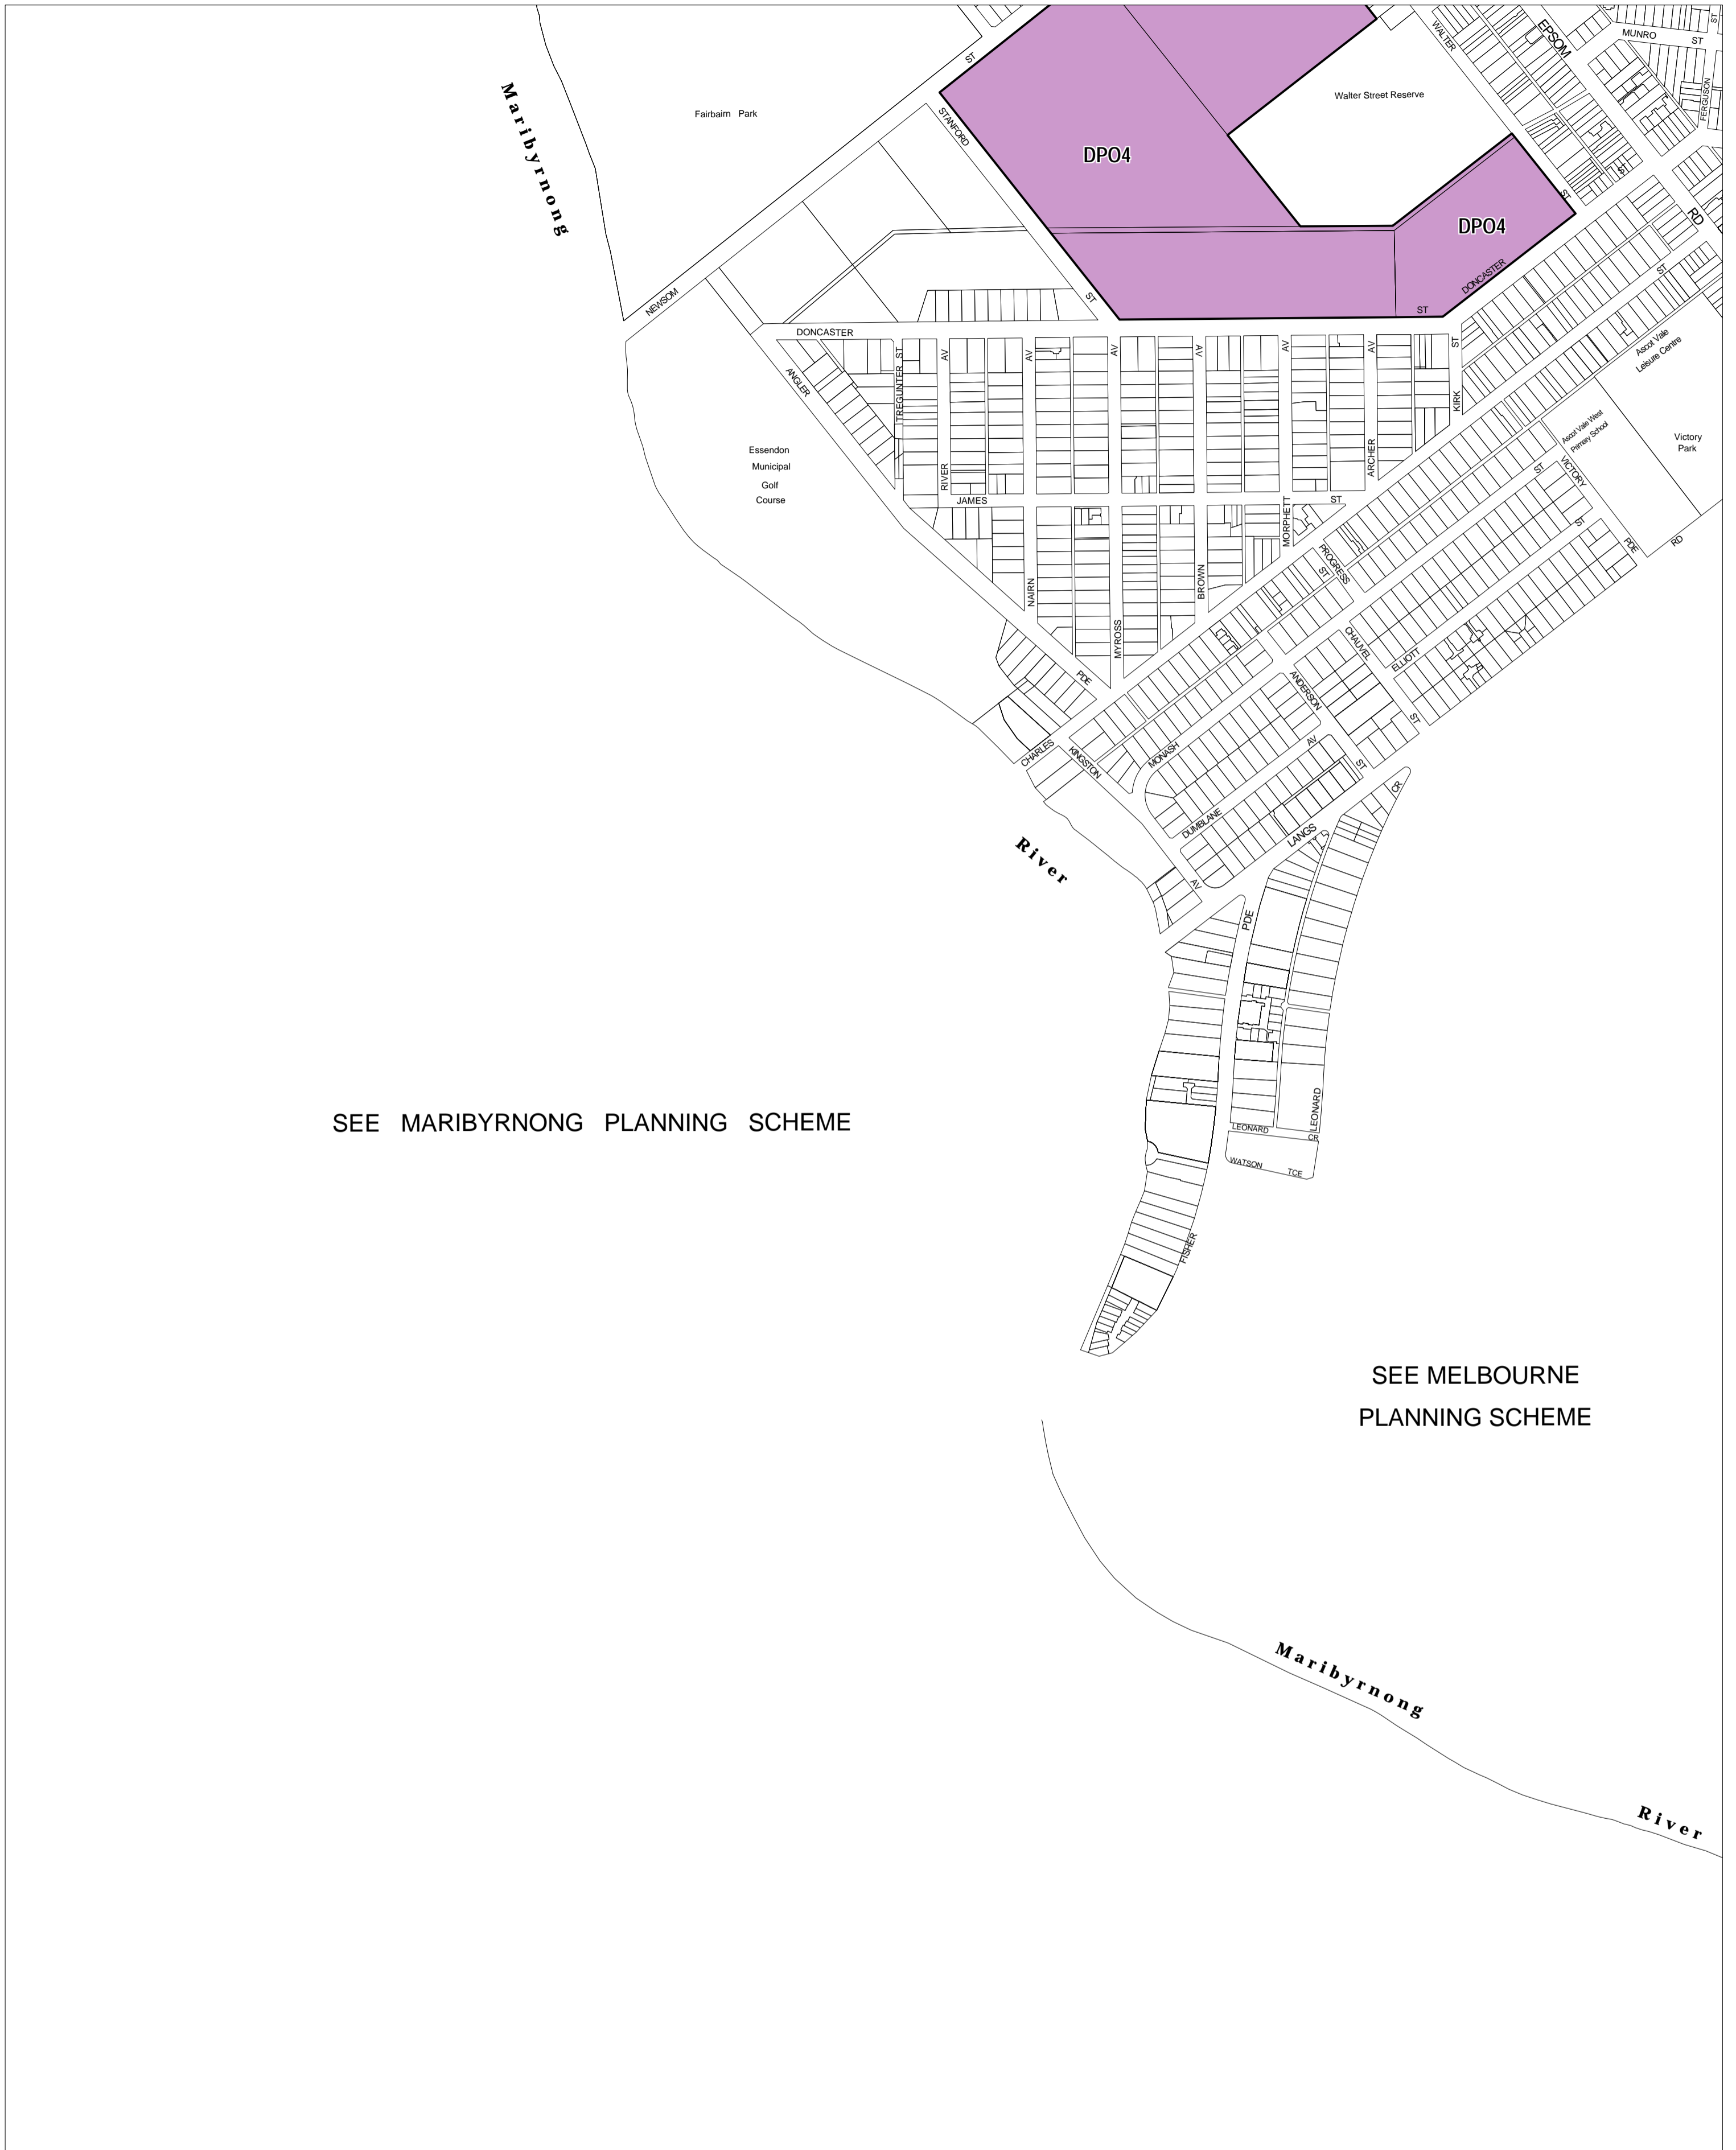 MUNRO
ST
ST
WALTER
EPSOM
FERGUSON
ST
Maribyrnong
Fairbairn Park
STANFORD
Walter Street Reserve
DPO4
DPO4
ST
ST
RD
DONCASTER
ST
NEWSOM
ST
ST
DONCASTER
ANGLER
TREGUNTER ST
AV
AV
AV
AV
AV
AV
ST
KIRK
Ascot Vale
Leisure Centre
Ascot Vale West
Primary School
Victory
Park
Essendon
Municipal
Golf
Course
RIVER
JAMES
ST
ARCHER
MORPHETT
VICTORY
PDE
RD
ST
ST
NAIRN
MYROSS
BROWN
PROGRESS
ST
CHAUVEL
ELLIOTT
ST
PDE
ANDERSON
CHARLES
KINGSTON
MONASH
AV
ST
DUMBLANE
LANGS
CR
River
AV
PDE
SEE MARIBYRNONG PLANNING SCHEME
LEONARD
LEONARD
CR
WATSON
TCE
FISHER
SEE MELBOURNE
PLANNING SCHEME
Maribyrnong
River